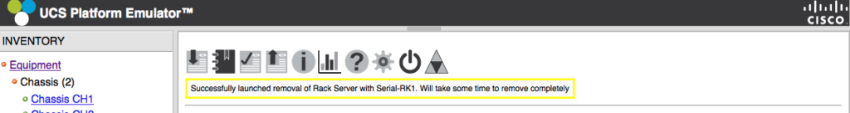 UCS Platform Emulator™
CISCO
INVENTORY
Equipment
Chassis (2)
Chassis CH1
Successfully launched removal of Rack Server with Serial-RK1. Will take some time to remove completely